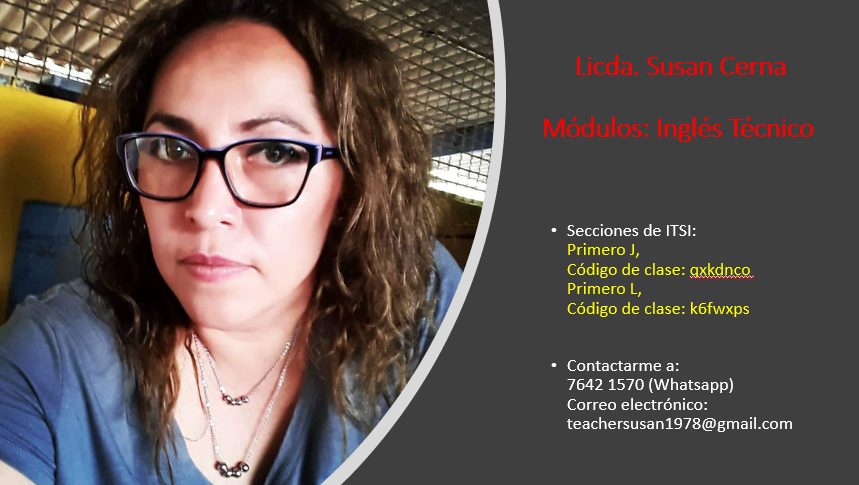 Licda. Susan Cerna
Módulos: Inglés Técnico
• Secciones de ITSI:
Primero J,
Código de clase: qxkdnco
Primero L,
Código de clase: k6fwxps
• Contactarme a:
7642 1570 (Whatsapp)
Correo electrónico:
teachersusan1978@gmail.com